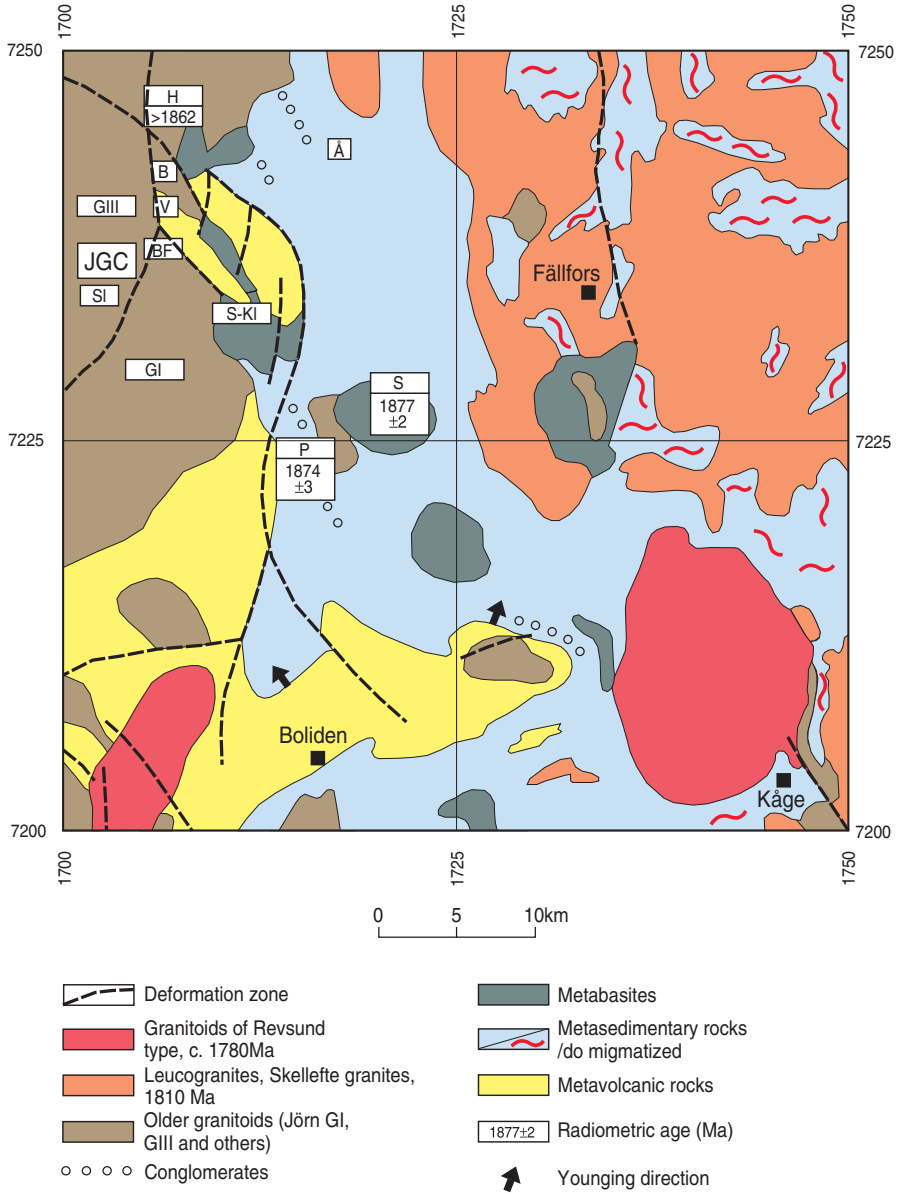 1700
1725
1750
7250
7250
H
>1862
Å
B
GIII
V
BF
JGC
SI
Fällfors
S-KI
GI
S
1877
±2
7225
7225
P
1874
±3
Boliden
Kåge
7200
7200
1700
1725
1750
0 5 10km
Deformation zone
Granitoids of Revsund
type, c. 1780Ma
Leucogranites, Skellefte granites,
1810 Ma
Older granitoids (Jörn GI,
GIII and others)
Conglomerates
Metabasites
Metasedimentary rocks
/do migmatized
Metavolcanic rocks
1877±2 Radiometric age (Ma)
Younging direction